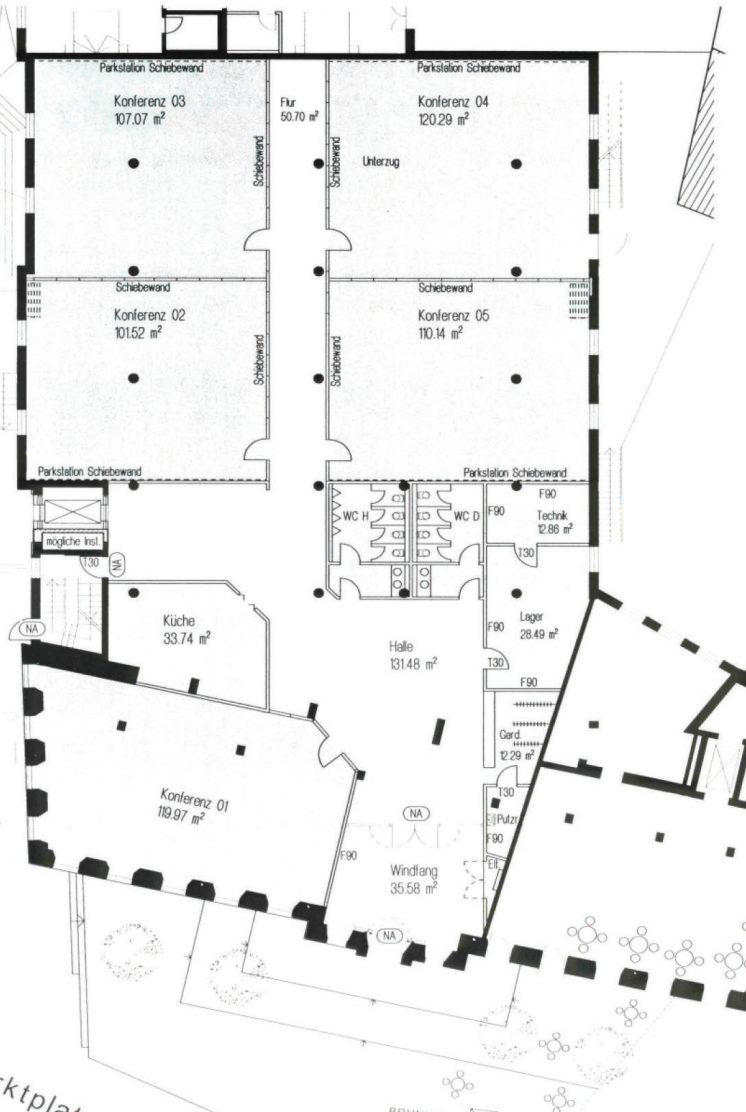 Parkstation Schiebewand
Parkstation Schiebewand
Konferenz 03
107.07 m²
Flur
50.70 m²
Konferenz 04
120.29 m²
Schiebewand
Schiebewand
Unterzug
Schiebewand
Schiebewand
Konferenz 02
101.52 m²
Konferenz 05
110.14 m²
Schiebewand
Schiebewand
Parkstation Schiebewand
Parkstation Schiebewand
WC H
WC D
F90
F90
Technik
12.86 m²
mögliche Inst.
T30
NA
T30
Küche
33.74 m²
NA
Lager
28.49 m²
F90
Halle
131.48 m²
T30
F90
Gard.
12.29 m²
Konferenz 01
119.97 m²
T30
NA
Putzr
F90
F90
Windfang
35.58 m²
NA